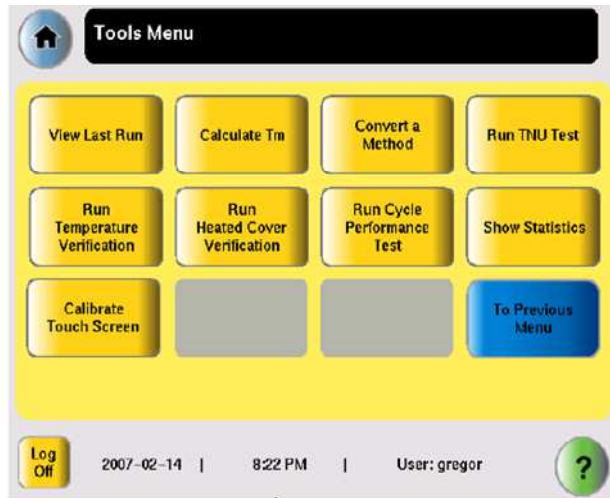 Tools Menu
View Last Run
Calculate Tm
Convert a
Method
Run TNU Test
Run
Temperature
Verification
Run
Heated Cover
Verification
Run Cycle
Performance
Test
Show Statistics
Calibrate
Touch Screen
To Previous
Menu
Log
Off
2007-02-14 | 8:22 PM | User: gregor
?